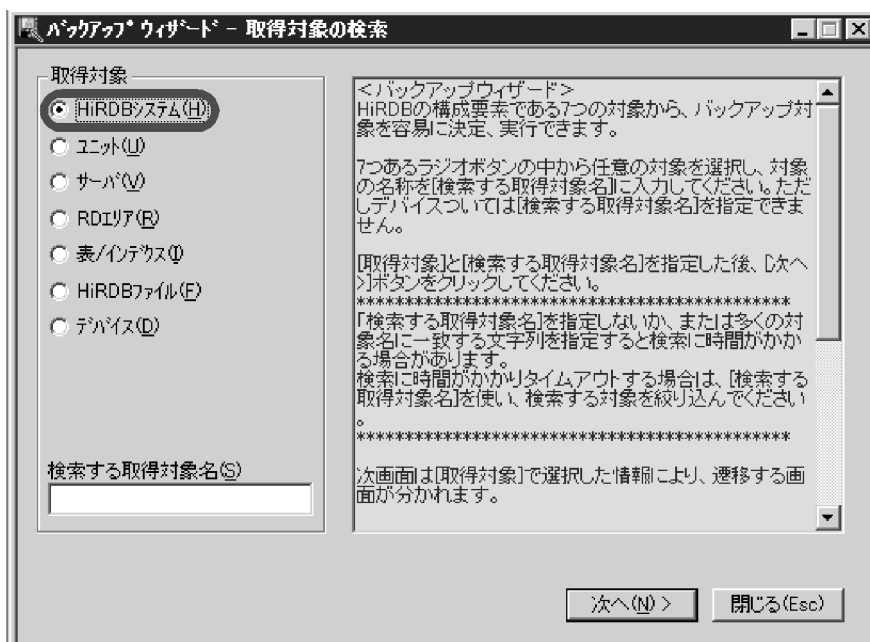 バックアップ ウィザード - 取得対象の検索
取得対象
HiRDBシステム(H)
ユニット(U)
サーバ(V)
RDエリア(R)
表/インデクス(I)
HiRDBファイル(F)
デバイス(D)
検索する取得対象名(S)
<バックアップウィザード>
HiRDBの構成要素である7つの対象から、バックアップ対
象を容易に決定、実行できます。
7つあるラジオボタンの中から任意の対象を選択し、対象
の名称を[検索する取得対象名]に入力してください。ただ
しデバイスついては[検索する取得対象名]を指定できま
せん。
[取得対象]と[検索する取得対象名]を指定した後、[次へ
>]ボタンをクリックしてください。
********************************************
「検索する取得対象名]を指定しないか、または多くの対
象名に一致する文字列を指定すると検索に時間がかか
る場合があります。
検索に時間がかかりタイムアウトする場合は、[検索する
取得対象名]を使い、検索する対象を絞り込んでください
。
********************************************
次画面は[取得対象]で選択した情報により、遷移する画
面が分かれます。
次へ(N) >
閉じる(Esc)